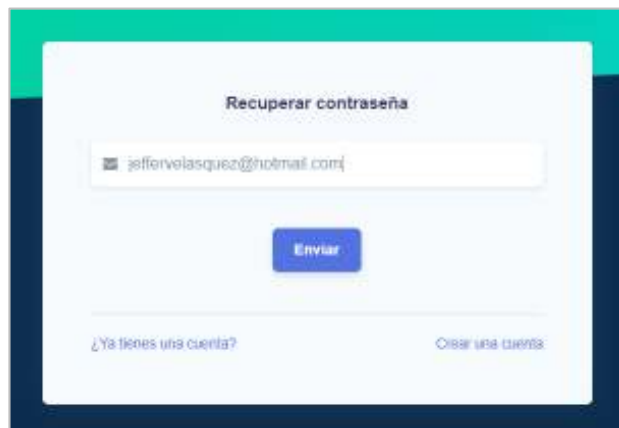 Recuperar contraseña
jeffervelasquez@hotmail.com
Enviar
¿Ya tienes una cuenta?
Crear una cuenta